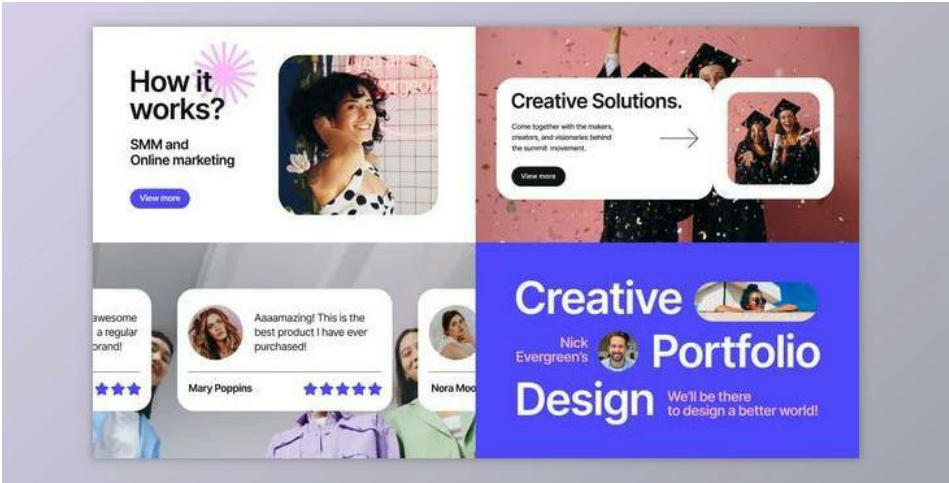 How it
works?
SMM and
Online marketing
View more
Creative Solutions.
Come together with the makers,
creators, and visionaries behind
the summit movement.
View more
awesome
a regular
brand!
Aaaamazing! This is the
best product I have ever
purchased!
Mary Poppins
Nora Moo
Creative
Nick
Evergreen's
Portfolio
Design
We'll be there
to design a better world!